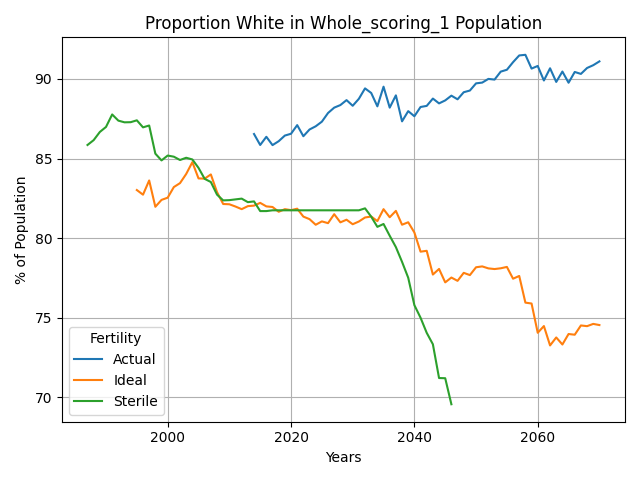 Proportion White in Whole_scoring_1 Population
% of Population
90
85
80
75
70
Fertility
Actual
Ideal
Sterile
2000
2020
2040
2060
Years